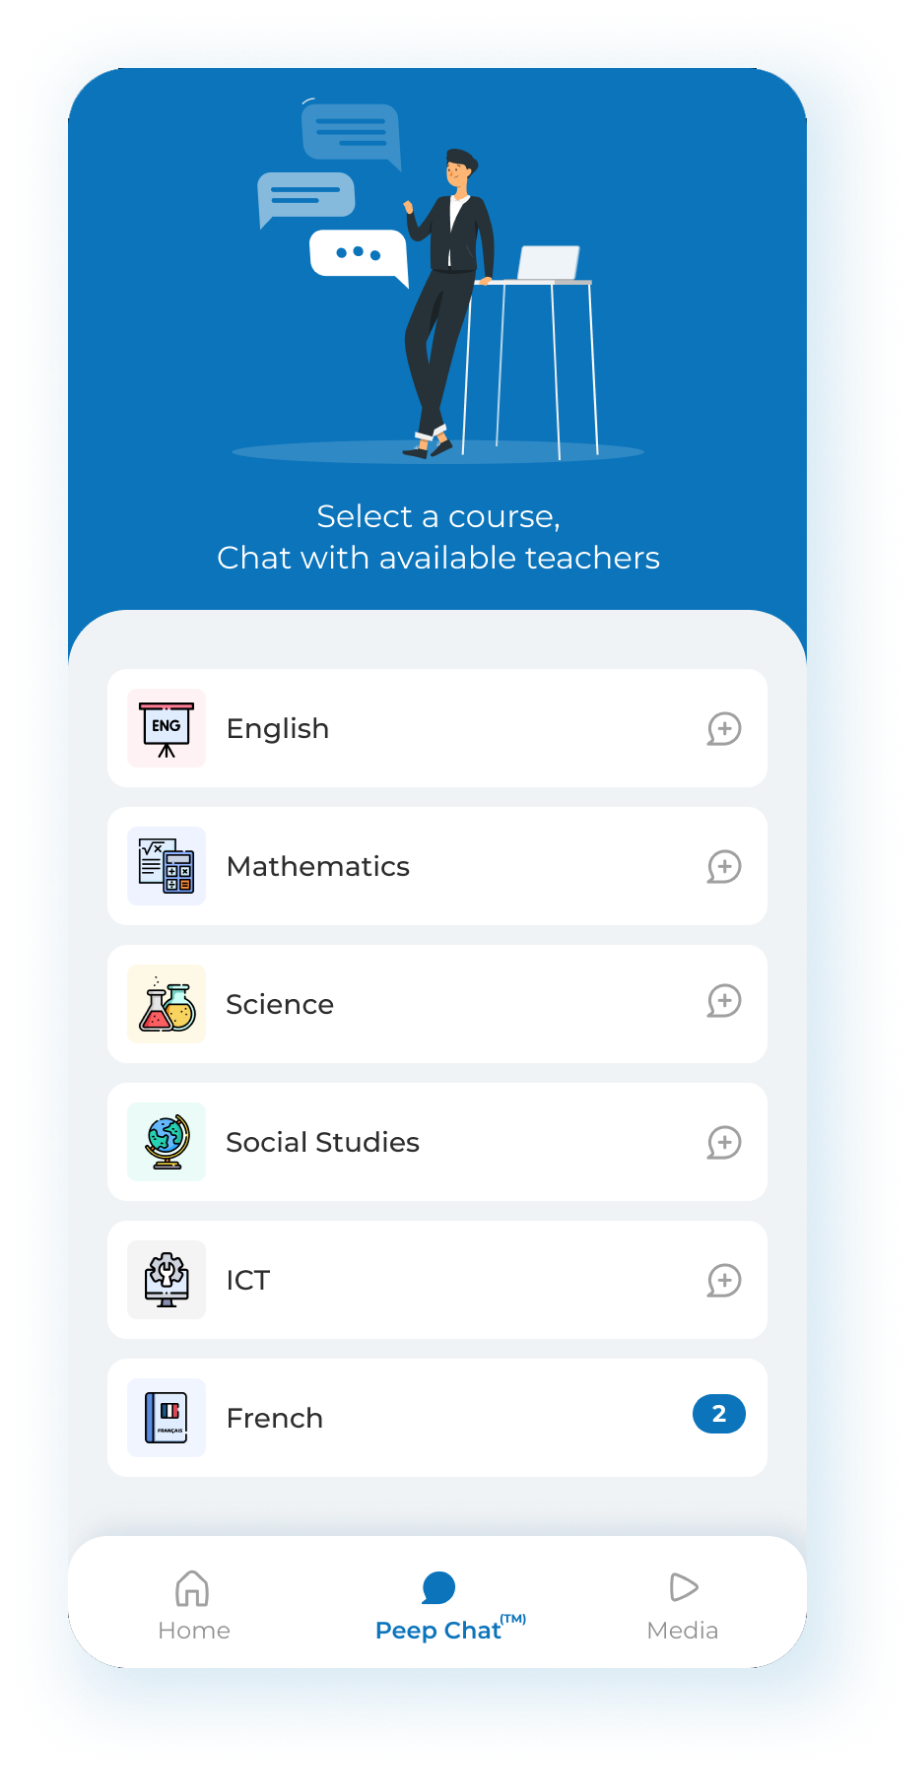 Select a course,
Chat with available teachers
ENG
English
√x
Mathematics
Science
Social Studies
ICT
FRANÇAIS
French
2
Home
Peep Chat(TM)
Media